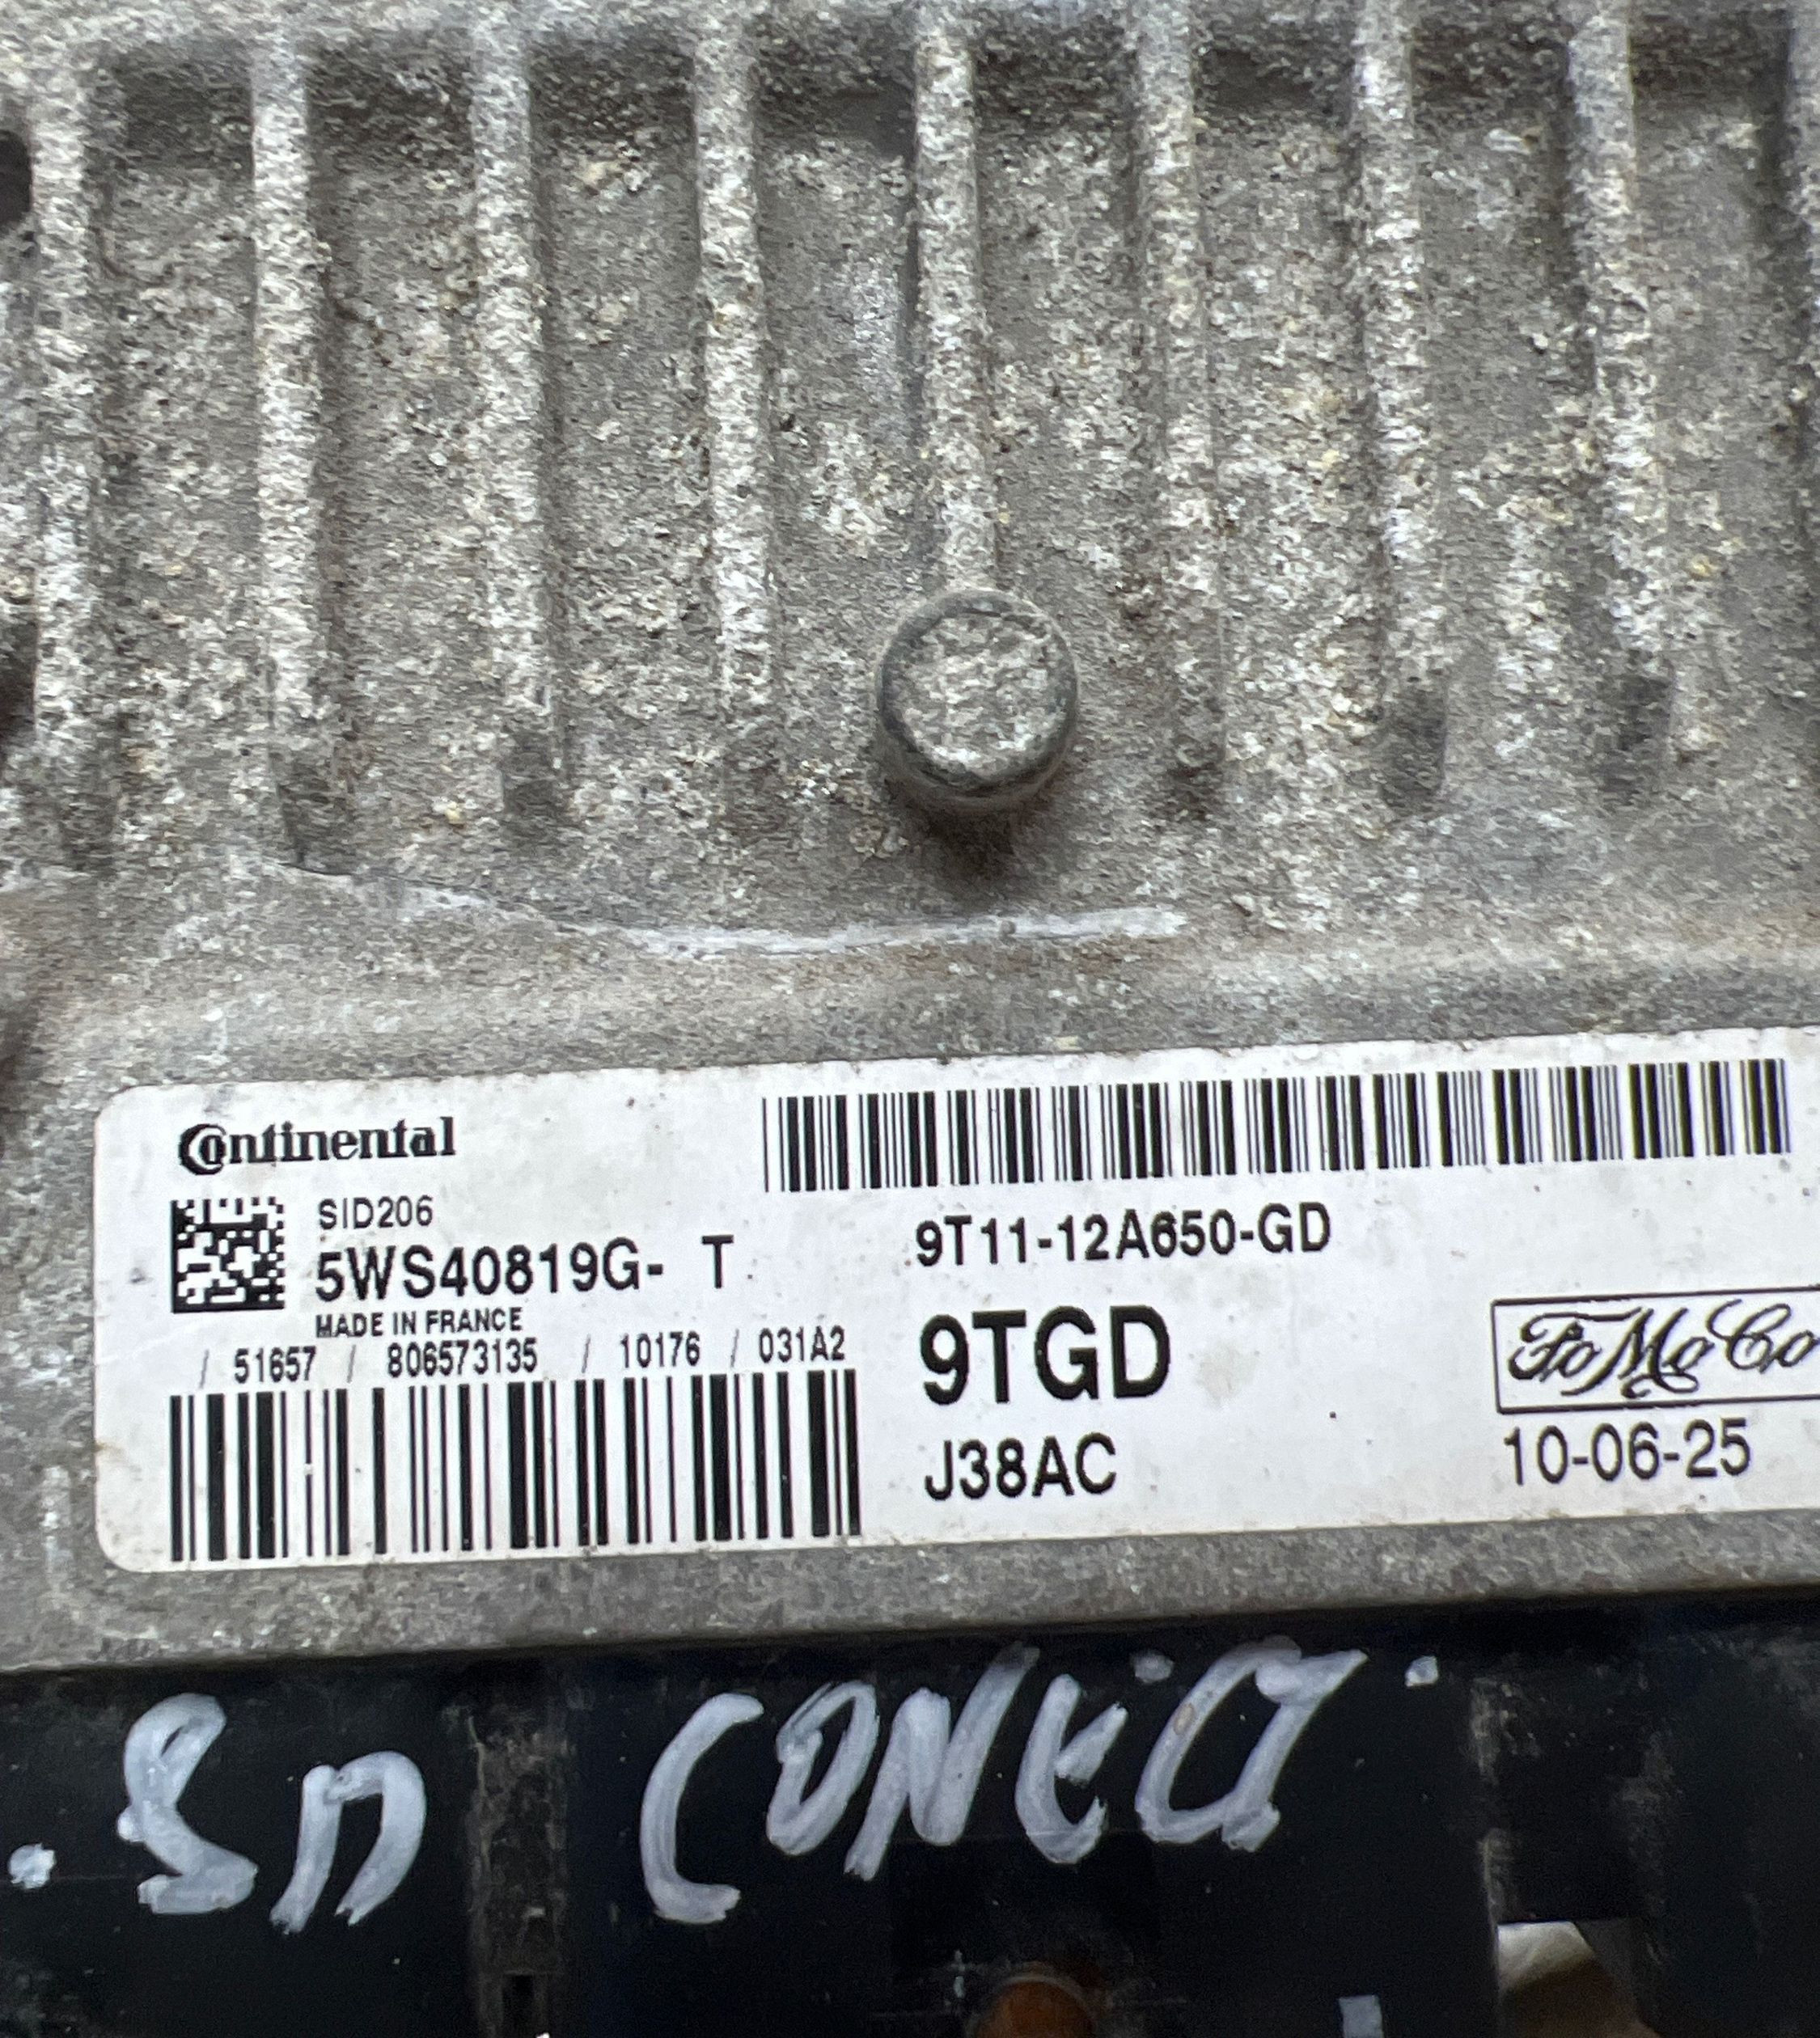 Continental
SID206
5WS40819G- T
MADE IN FRANCE
/ 51657 / 806573135 / 10176 / 031A2
9T11-12A650-GD
9TGD
J38AC
FoMoCo
10-06-25
CONECT